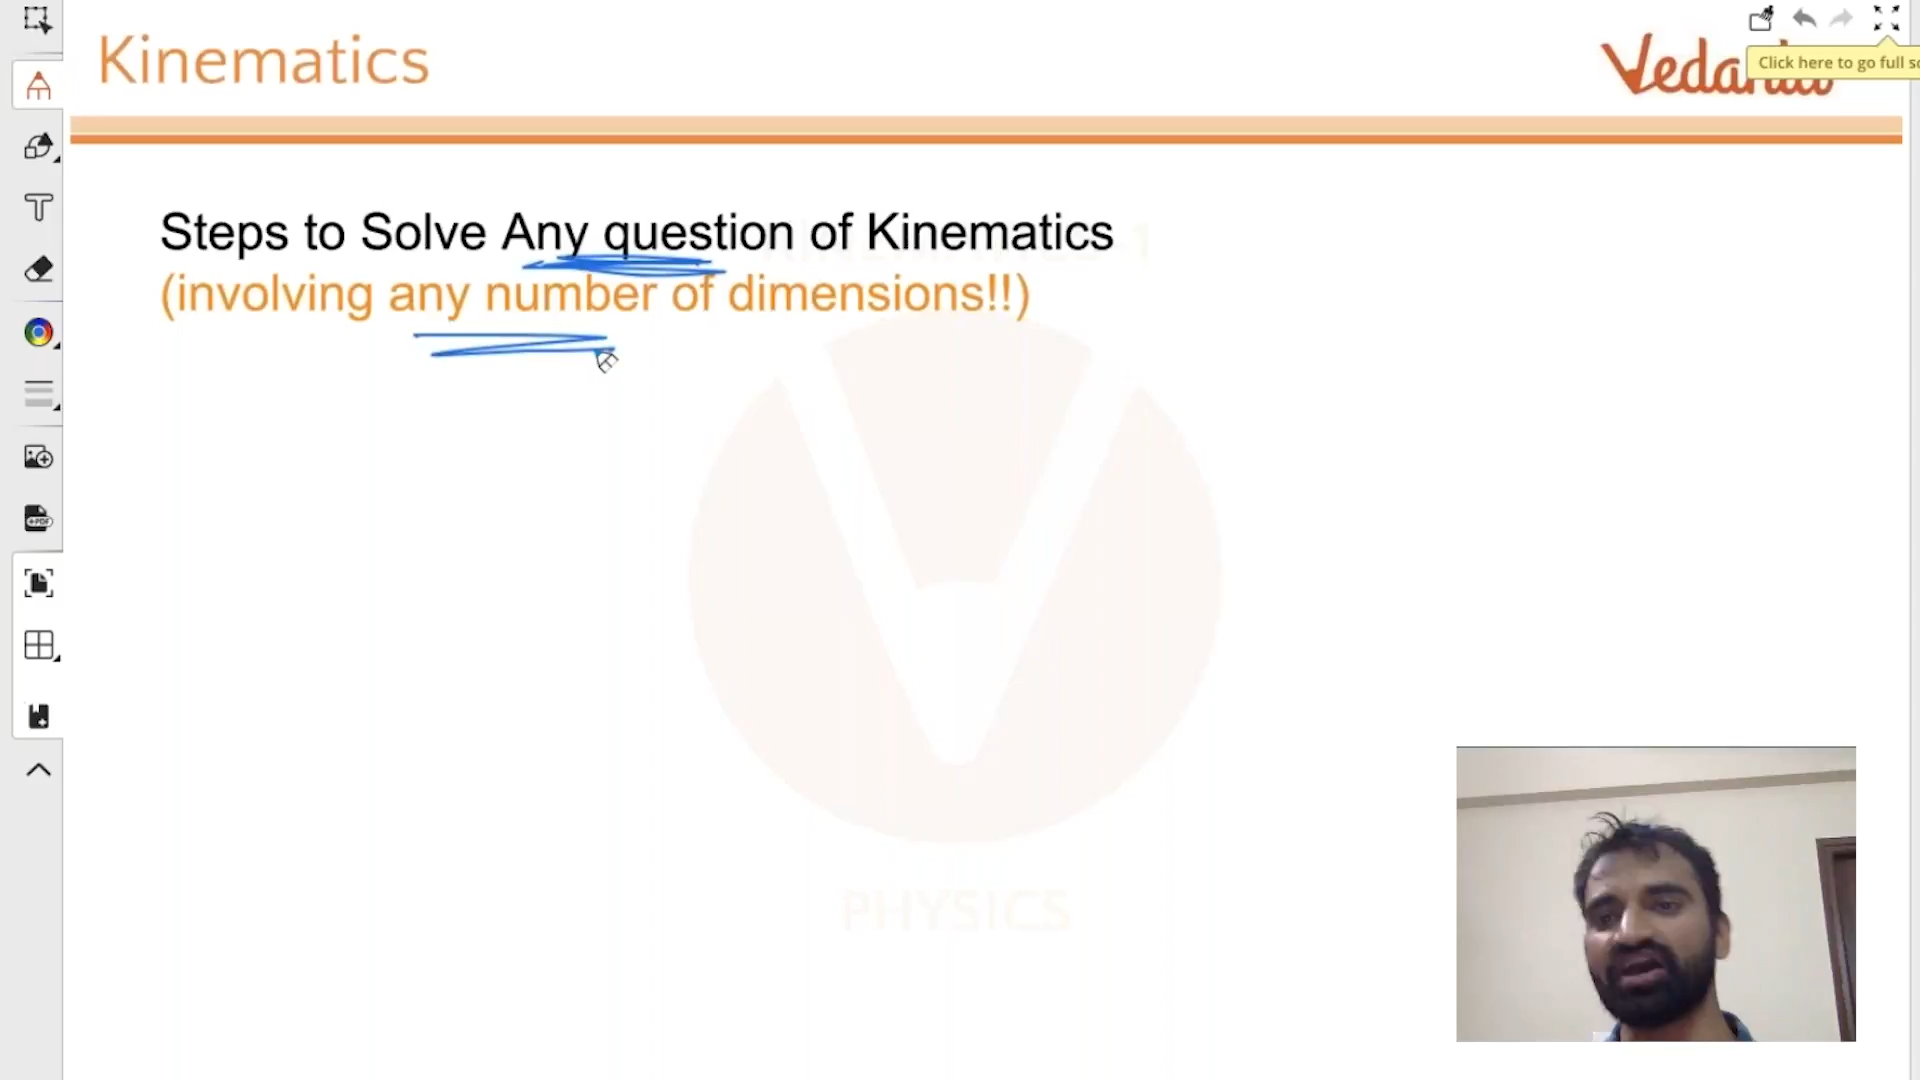 Kinematics
Click here to go full
Steps to Solve Any question of Kinematics
(involving any number of dimensions!!)
PHYSICS